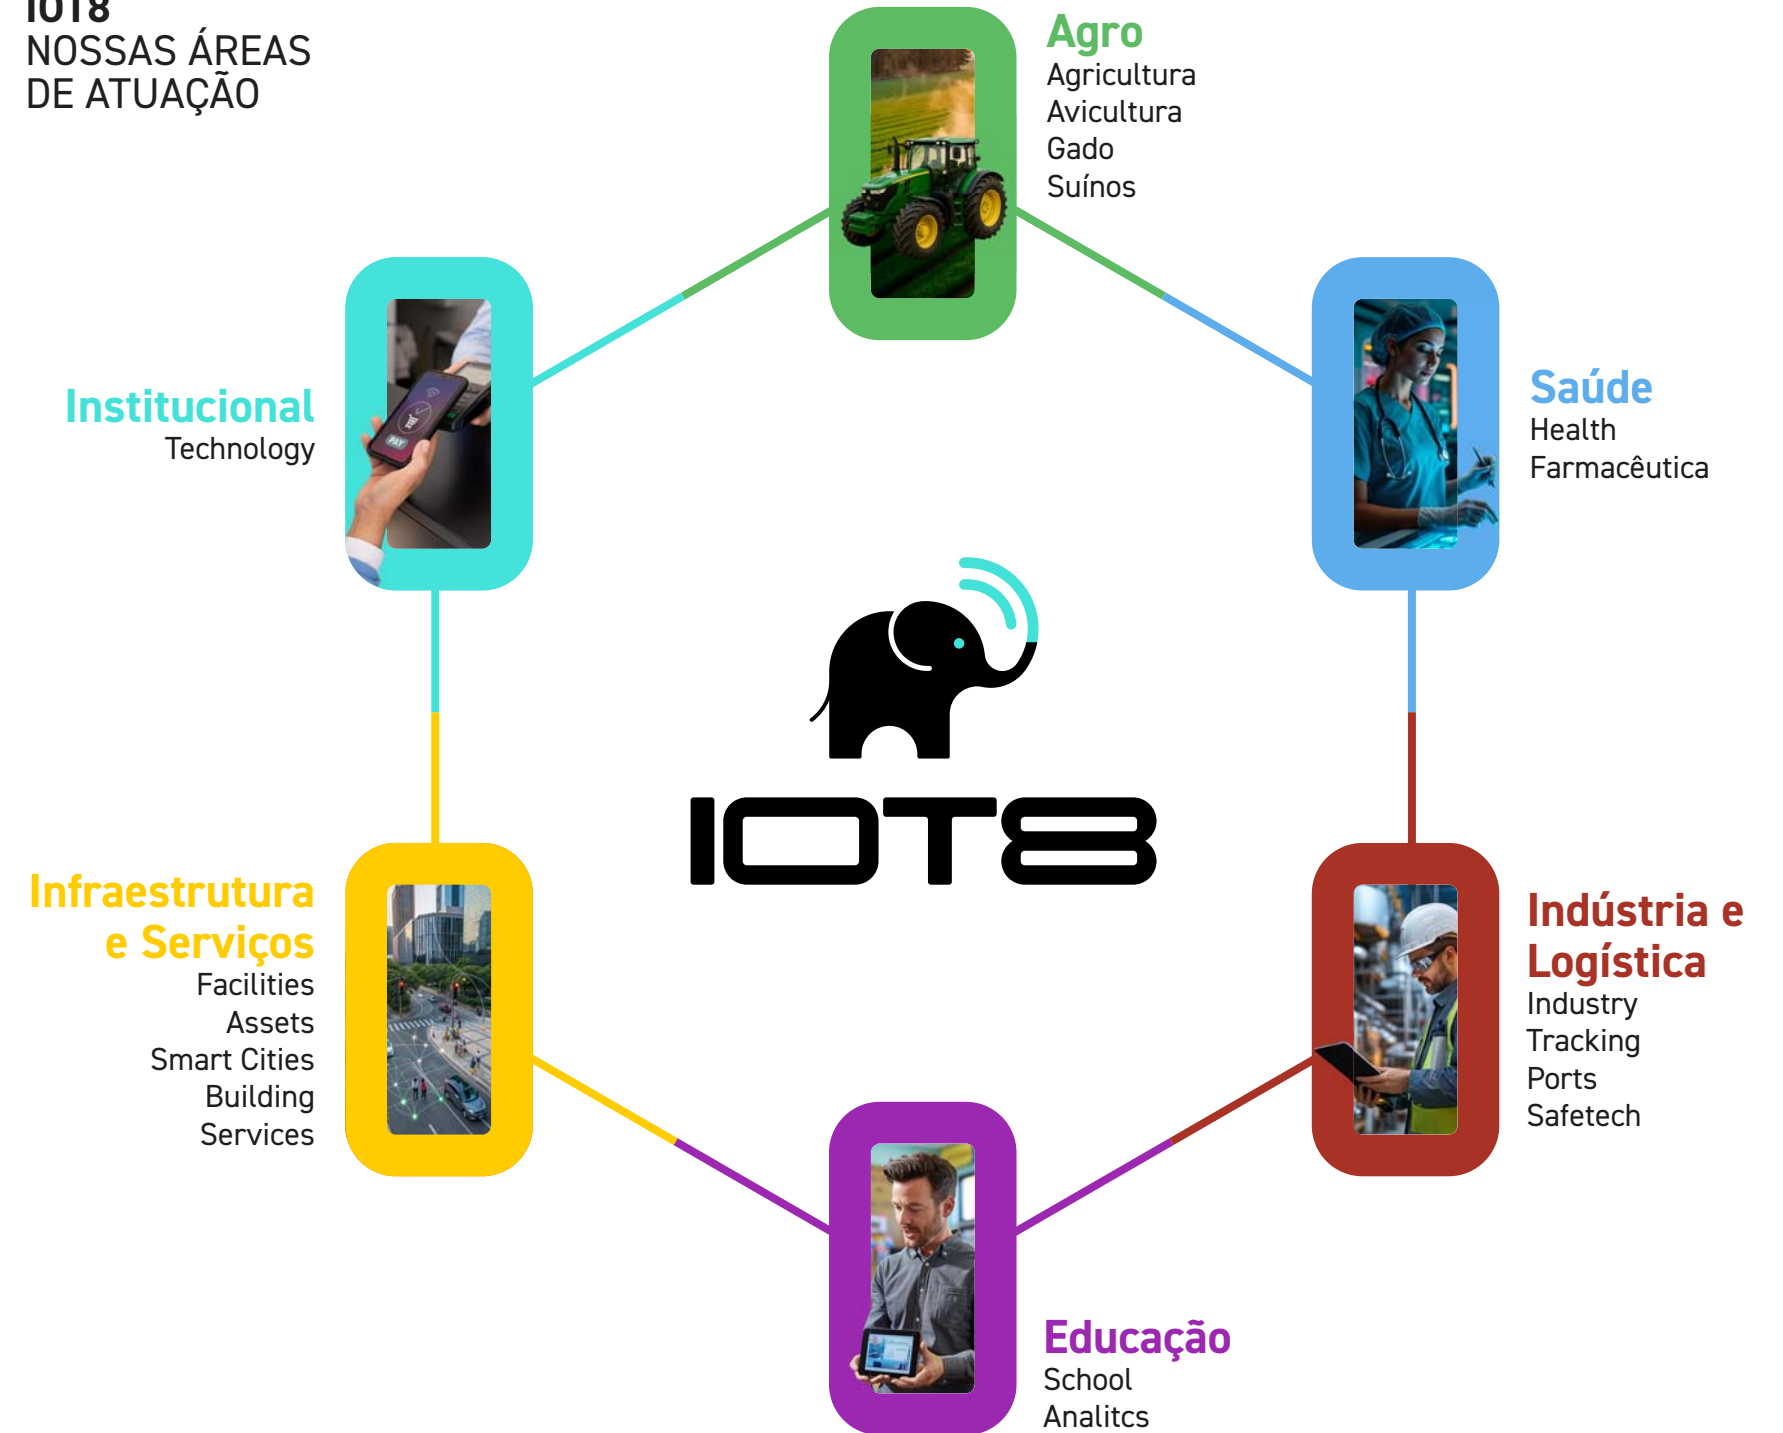 IOT8
NOSSAS ÁREAS
DE ATUAÇÃO
Agro
Agricultura
Avicultura
Gado
Suínos
Institucional
Technology
PAY
Saúde
Health
Farmacêutica
IOT8
Infraestrutura
e Serviços
Facilities
Assets
Smart Cities
Building
Services
Indústria e
Logística
Industry
Tracking
Ports
Safetech
Educação
School
Analitcs